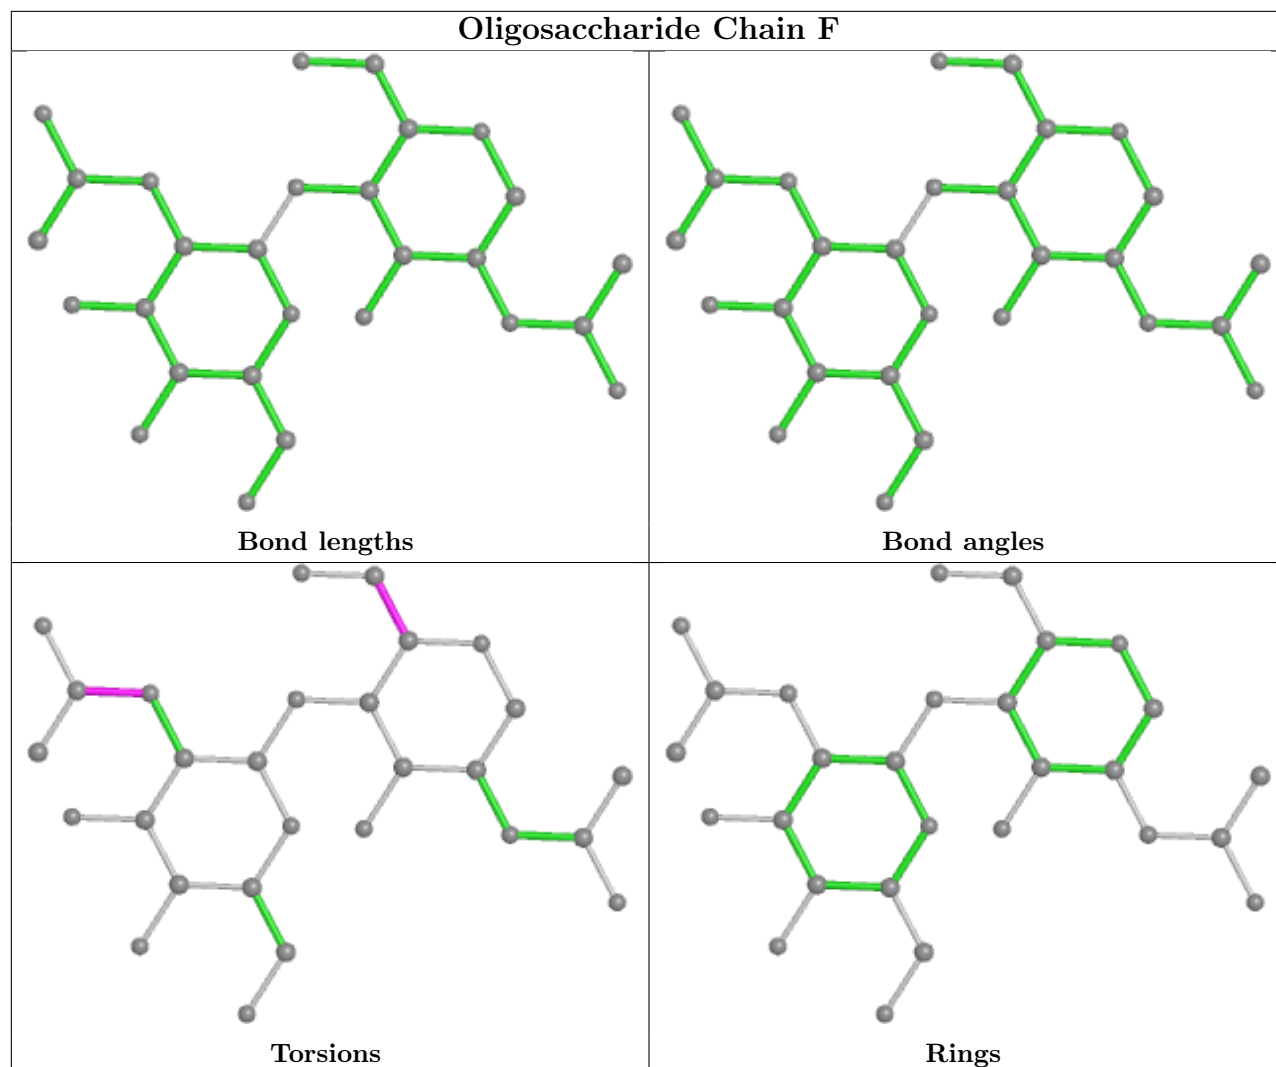 Oligosaccharide Chain F
Bond lengths
Bond angles
Torsions
Rings